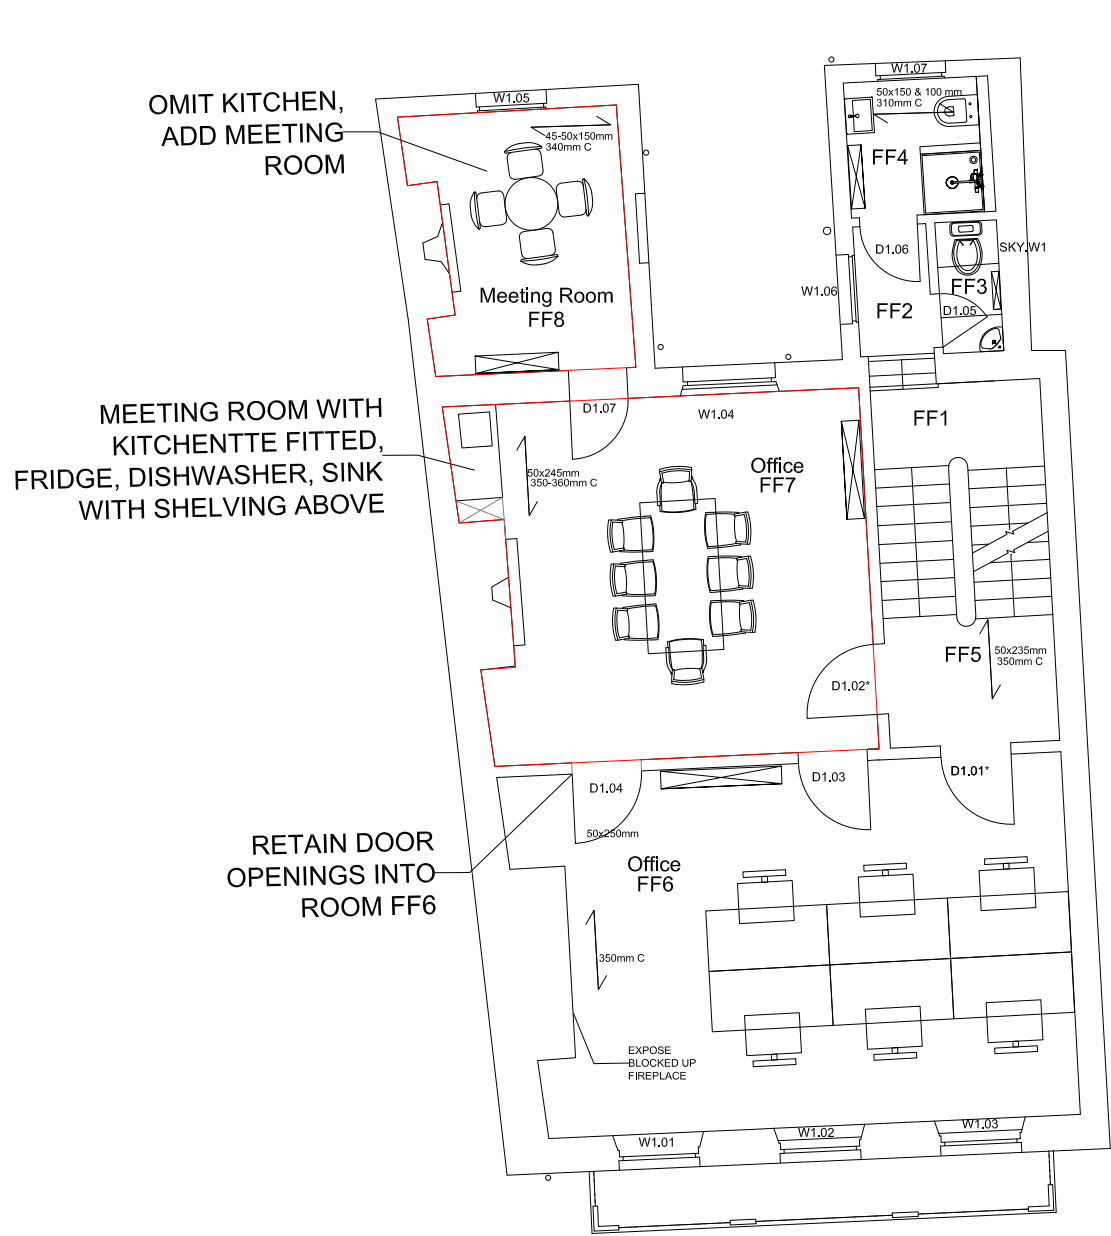 OMIT KITCHEN,
ADD MEETING
ROOM
W1.05
45-50x150mm
340mm C
Meeting Room
FF8
W1.07
50x150 & 100 mm
310mm C
FF4
D1.06
SKY.W1
FF3
W1.06
FF2
D1.05
MEETING ROOM WITH
KITCHENTTE FITTED,
FRIDGE, DISHWASHER, SINK
WITH SHELVING ABOVE
D1.07
W1.04
50x245mm
350-360mm C
Office
FF7
FF1
FF5
50x235mm
350mm C
D1.02*
D1.04
D1.03
D1.01*
50x250mm
RETAIN DOOR
OPENINGS INTO
ROOM FF6
Office
FF6
350mm C
EXPOSE
BLOCKED UP
FIREPLACE
W1.01
W1.02
W1.03